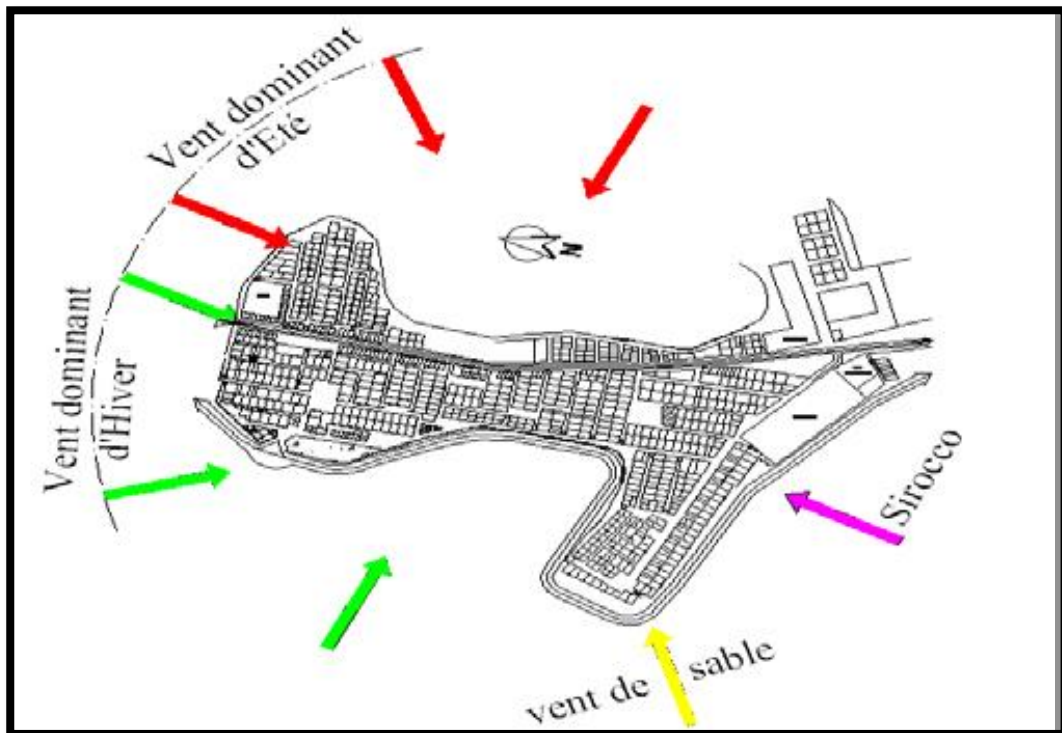 Vent dominant
d'Eté
N
Vent dominant
d'Hiver
Sirocco
vent de sable